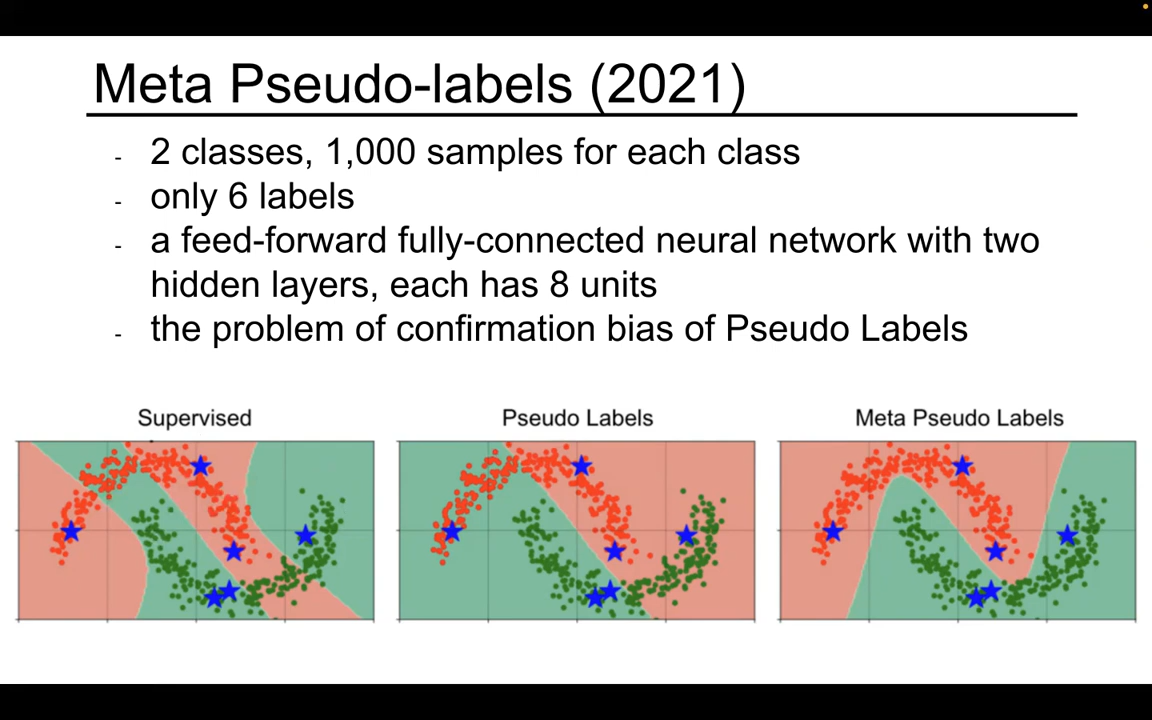 Meta Pseudo-labels (2021)
- 2 classes, 1,000 samples for each class
- only 6 labels
- a feed-forward fully-connected neural network with two
hidden layers, each has 8 units
- the problem of confirmation bias of Pseudo Labels
Supervised
Pseudo Labels
Meta Pseudo Labels